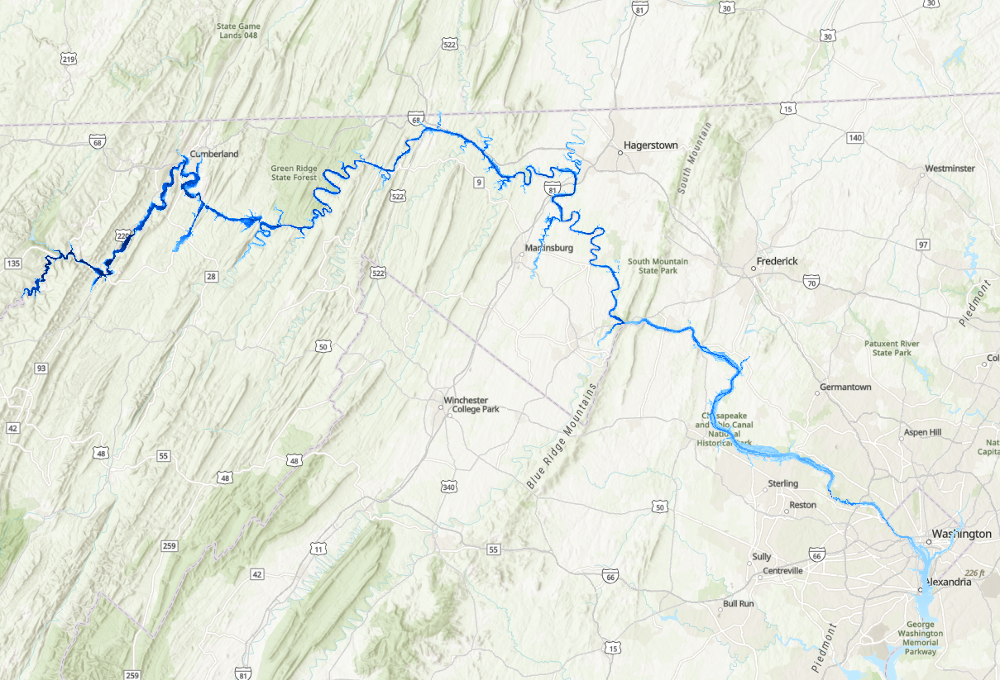 81
30
30
State Game
Lands 048
30
522
219
15
68
68
140
Hagerstown
Cumberland
South Mountain
Westminster
Green Ridge
State Forest
9
81
522
220
97
Martinsburg
135
South Mountain
State Park
Frederick
522
28
70
Piedmont
50
Patuxent River
State Park
93
Col
Germantown
Winchester
College Park
Blue Ridge Mountains
Chesapeake
and Ohio Canal
National
Historical Park
42
Aspen Hill
Nat
Capita
48
55
48
48
340
Sterling
Reston
50
Washington
259
11
55
66
Sully
Centreville
42
66
226 ft
Alexandria
Bull Run
George
Washington
Memorial
Parkway
15
Piedmont
259
81